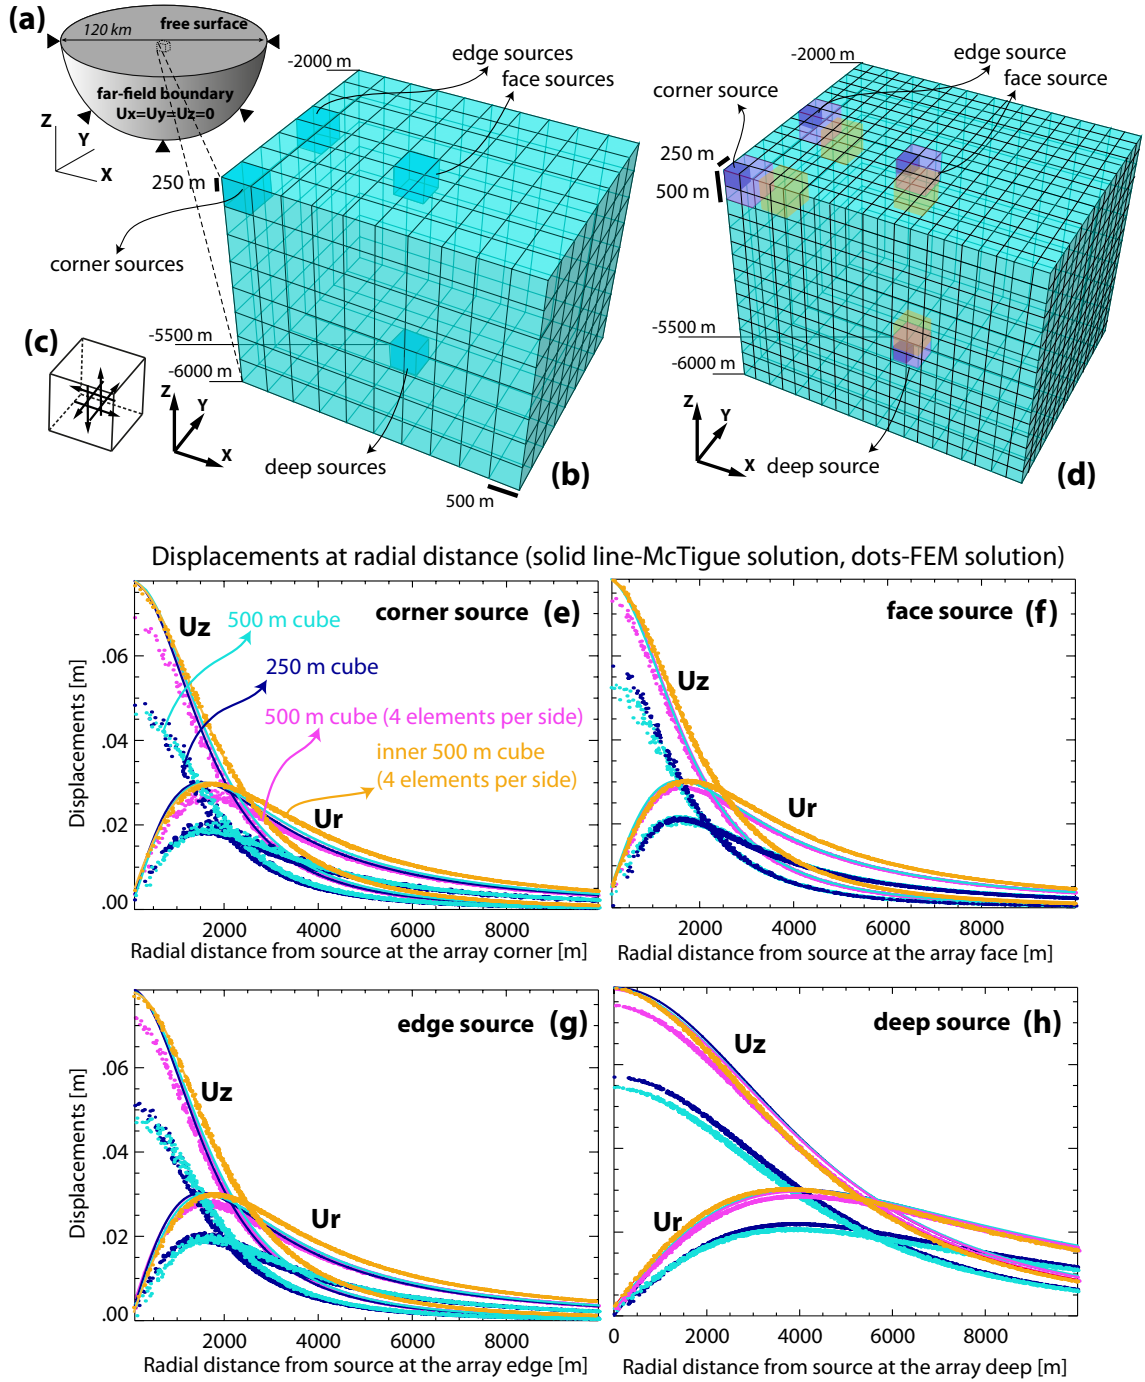 (a)
free surface
120 km
far-field boundary
Ux=Uy=Uz=0
Z
Y
X
-2000 m
edge sources
face sources
250 m
corner sources
-5500 m
-6000 m
(c)
Z
Y
X
deep sources
500 m
(b)
-2000 m
edge source
face source
corner source
250 m
500 m
-5500 m
-6000 m
Z
Y
X
deep source
(d)
Displacements at radial distance (solid line-McTigue solution, dots-FEM solution)
corner source (e)
Uz
500 m cube
250 m cube
500 m cube (4 elements per side)
inner 500 m cube
(4 elements per side)
Ur
Displacements [m]
.06
.04
.02
.00
2000 4000 6000 8000
Radial distance from source at the array corner [m]
face source (f)
Uz
Ur
2000 4000 6000 8000
Radial distance from source at the array face [m]
edge source (g)
Uz
Ur
Displacements [m]
.06
.04
.02
.00
2000 4000 6000 8000
Radial distance from source at the array edge [m]
deep source (h)
Uz
Ur
0 2000 4000 6000 8000
Radial distance from source at the array deep [m]